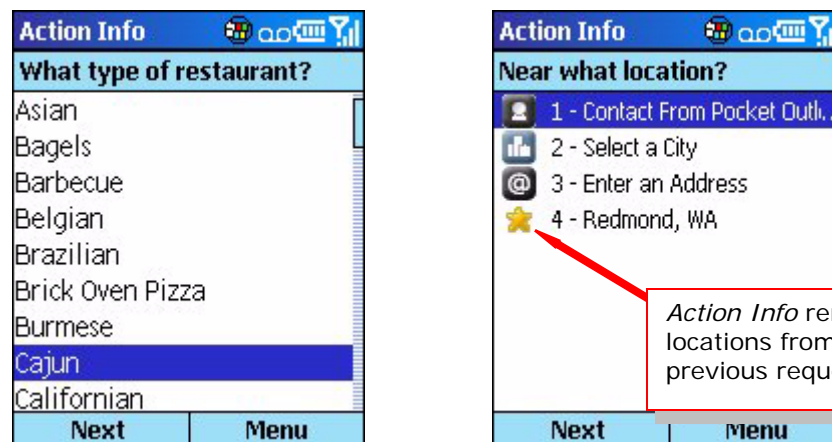 Action Info
What type of restaurant?
Asian
Bagels
Barbecue
Belgian
Brazilian
Brick Oven Pizza
Burmese
Cajun
Californian
Next Menu
Action Info
Near what location?
1 - Contact From Pocket Outl
2 - Select a City
3 - Enter an Address
4 - Redmond, WA
Action Info
locations from
previous
Next Menu